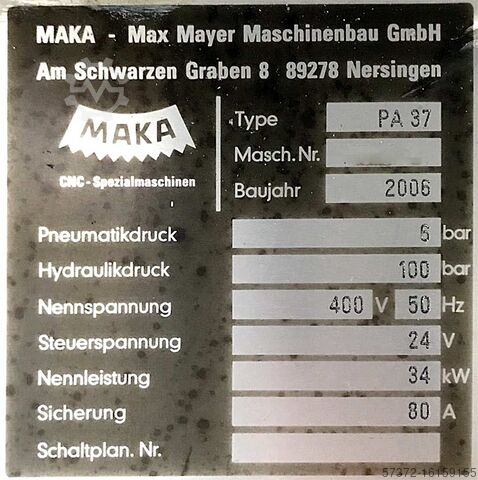 MAKA - Max Mayer Maschinenbau GmbH
Am Schwarzen Graben 8 89278 Nersingen
MAKA
CNC-Spezialmaschinen
Type PA 37
Masch.Nr.
Baujahr 2006
Pneumatikdruck 6 bar
Hydraulikdruck 100 bar
Nennspannung 400 V 50 Hz
Steuerspannung 24 V
Nennleistung 34 kW
Sicherung 80 A
Schaltplan. Nr.
57372-16159155